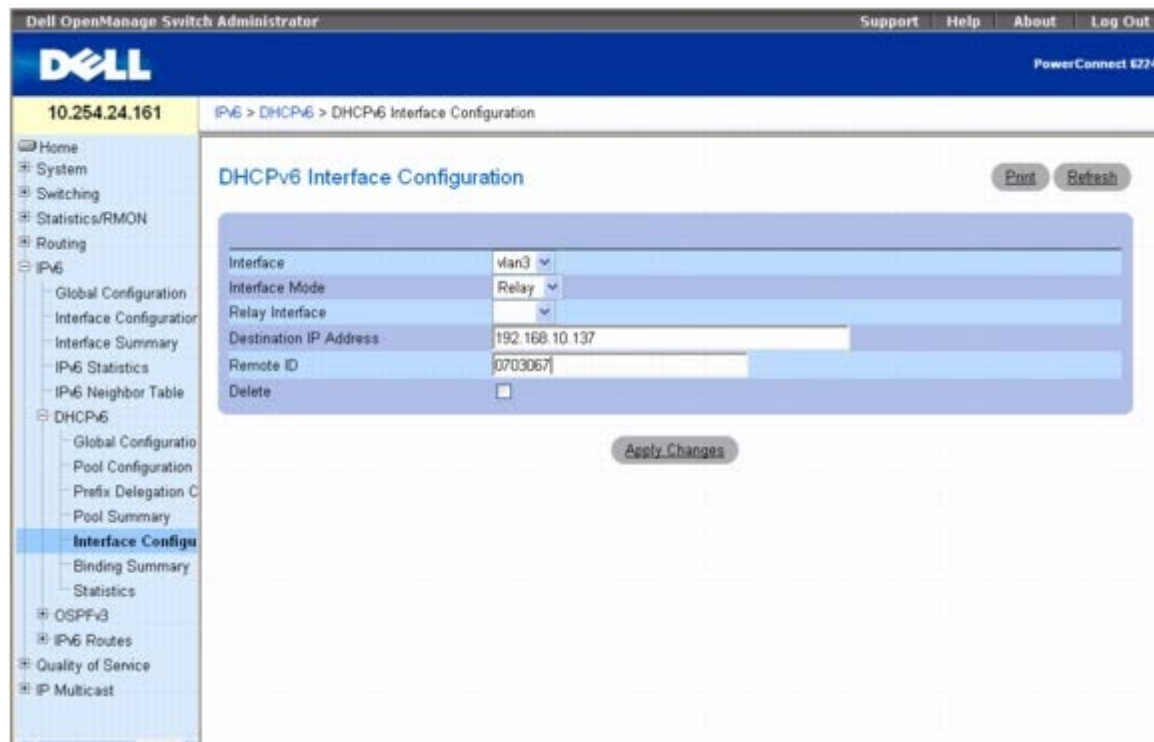 Dell OpenManage Switch Administrator
Support Help About Log Out
DELL
PowerConnect 6224
10.254.24.161
IPv6 > DHCPv6 > DHCPv6 Interface Configuration
Home
System
Switching
Statistics/RMON
Routing
IPv6
Global Configuration
Interface Configuration
Interface Summary
IPv6 Statistics
IPv6 Neighbor Table
DHCPv6
Global Configuratio
Pool Configuration
Prefix Delegation C
Pool Summary
Interface Configu
Binding Summary
Statistics
OSPFv3
IPv6 Routes
Quality of Service
IP Multicast
DHCPv6 Interface Configuration
Print Refresh
Interface vlan3
Interface Mode Relay
Relay Interface
Destination IP Address 192.168.10.137
Remote ID 0703067
Delete
Apply Changes